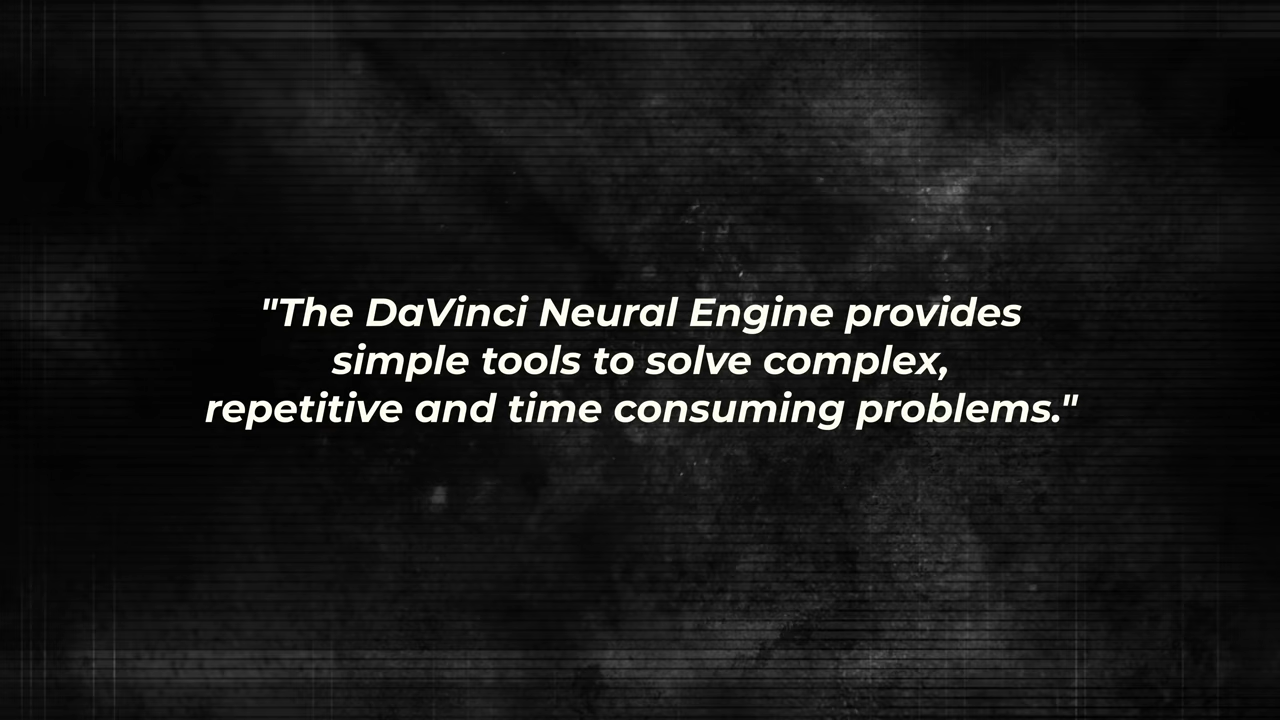 "The DaVinci Neural Engine provides
simple tools to solve complex,
repetitive and time consuming problems."